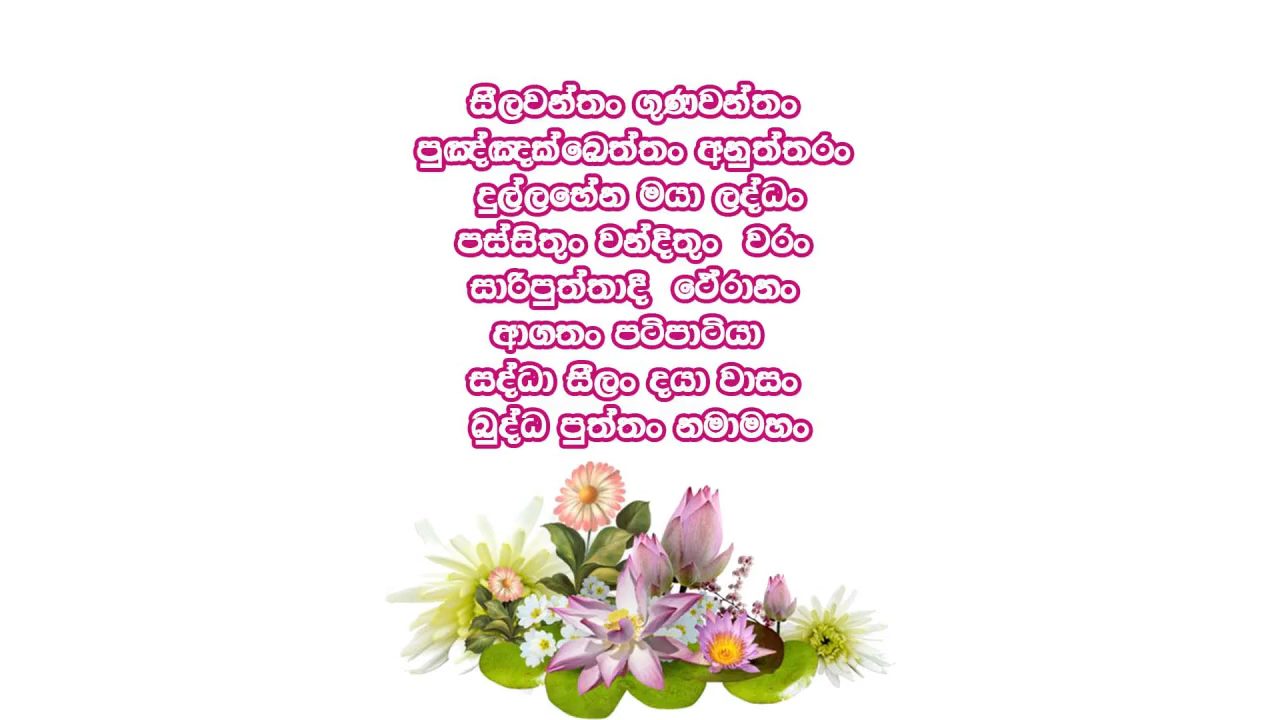 සීලවන්තං ගුණවන්තං
පුඤ්ඤක්ඛෙත්තං අනුත්තරං
දුල්ලභේන මයා ලද්ධං
පස්සිතුං වන්දිතුං වරං
සාරිපුත්තාදී ථේරානං
ආගතං පටිපාටියා
සද්ධා සීලං දයා වාසං
බුද්ධ පුත්තං නමාමහං